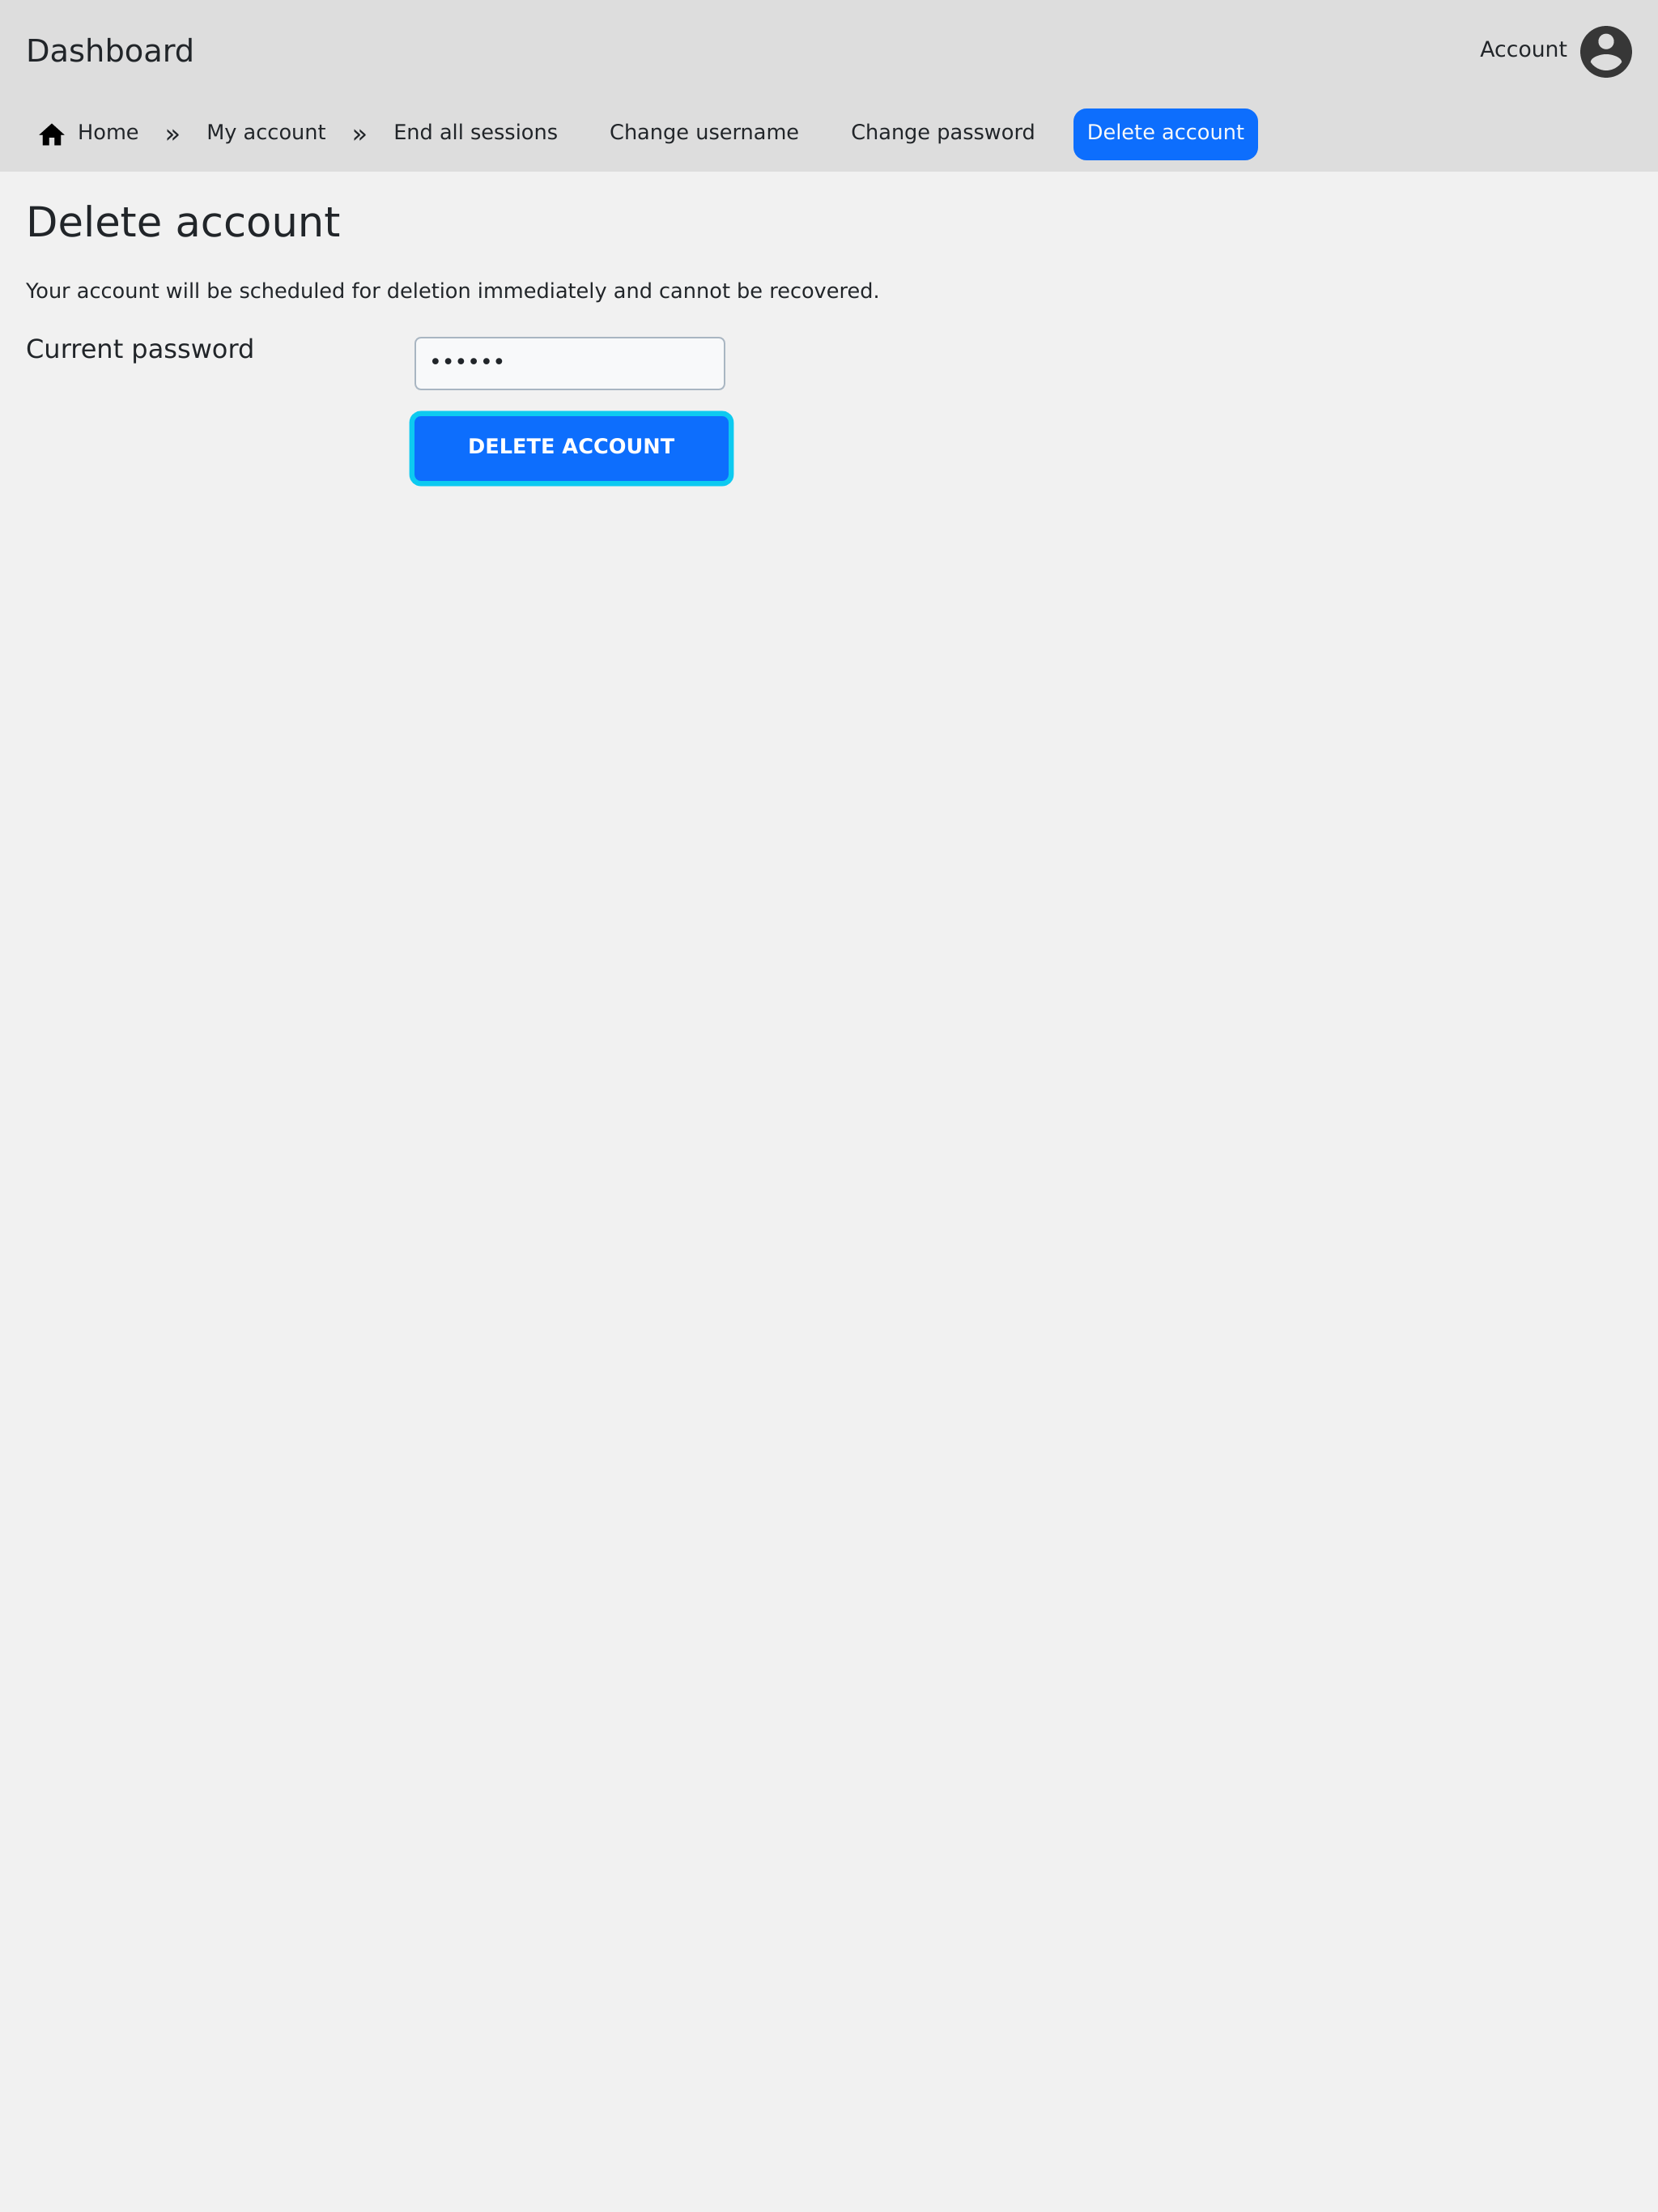 Dashboard
Account
Home » My account » End all sessions Change username Change password Delete account
Delete account
Your account will be scheduled for deletion immediately and cannot be recovered.
Current password
••••••
DELETE ACCOUNT